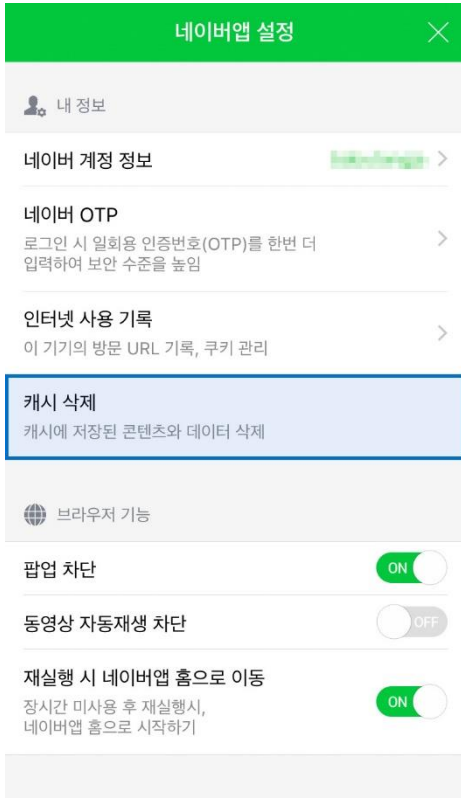 네이버앱 설정
내 정보
네이버 계정 정보
네이버 OTP
로그인 시 일회용 인증번호(OTP)를 한번 더
입력하여 보안 수준을 높임
인터넷 사용 기록
이 기기의 방문 URL 기록, 쿠키 관리
캐시 삭제
캐시에 저장된 콘텐츠와 데이터 삭제
브라우저 기능
팝업 차단 ON
동영상 자동재생 차단 OFF
재실행 시 네이버앱 홈으로 이동
장시간 미사용 후 재실행시, ON
네이버앱 홈으로 시작하기